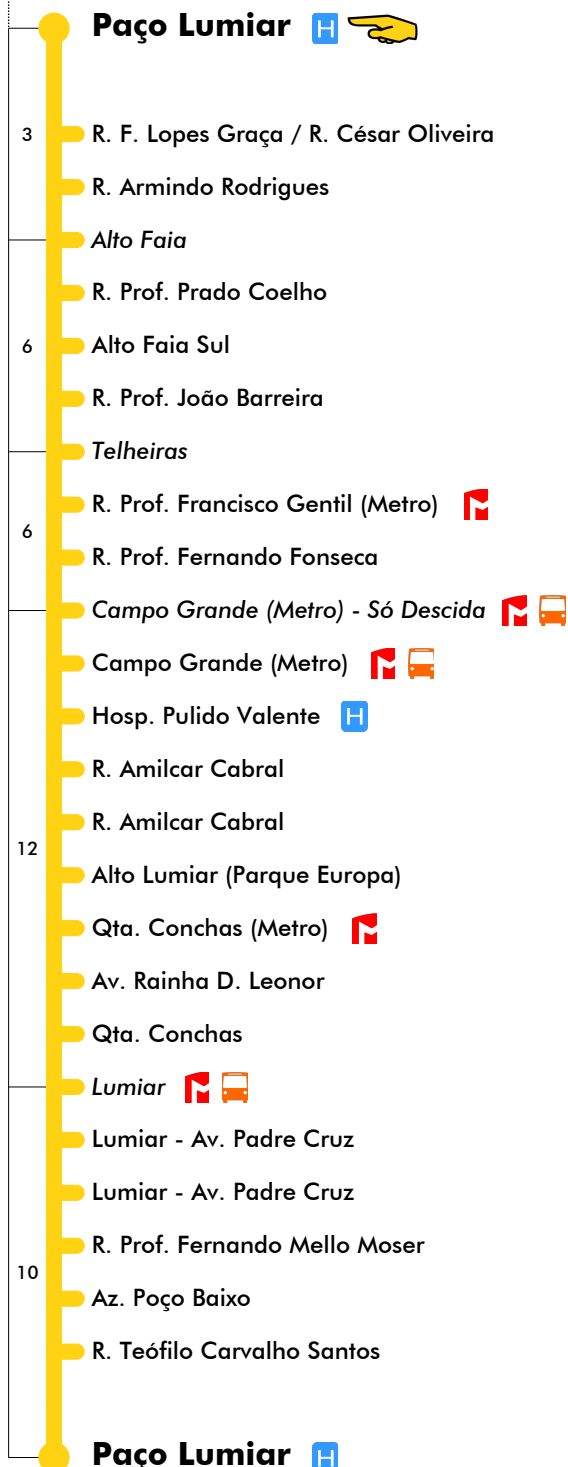 Paço Lumiar H
3
R. F. Lopes Graça / R. César Oliveira
R. Armindo Rodrigues
Alto Faia
R. Prof. Prado Coelho
6
Alto Faia Sul
R. Prof. João Barreira
Telheiras
R. Prof. Francisco Gentil (Metro)
6
R. Prof. Fernando Fonseca
Campo Grande (Metro) - Só Descida
Campo Grande (Metro)
Hosp. Pulido Valente H
R. Amilcar Cabral
R. Amilcar Cabral
12
Alto Lumiar (Parque Europa)
Qta. Conchas (Metro)
Av. Rainha D. Leonor
Qta. Conchas
Lumiar
Lumiar - Av. Padre Cruz
Lumiar - Av. Padre Cruz
R. Prof. Fernando Mello Moser
10
Az. Poço Baixo
R. Teófilo Carvalho Santos
Paço Lumiar H